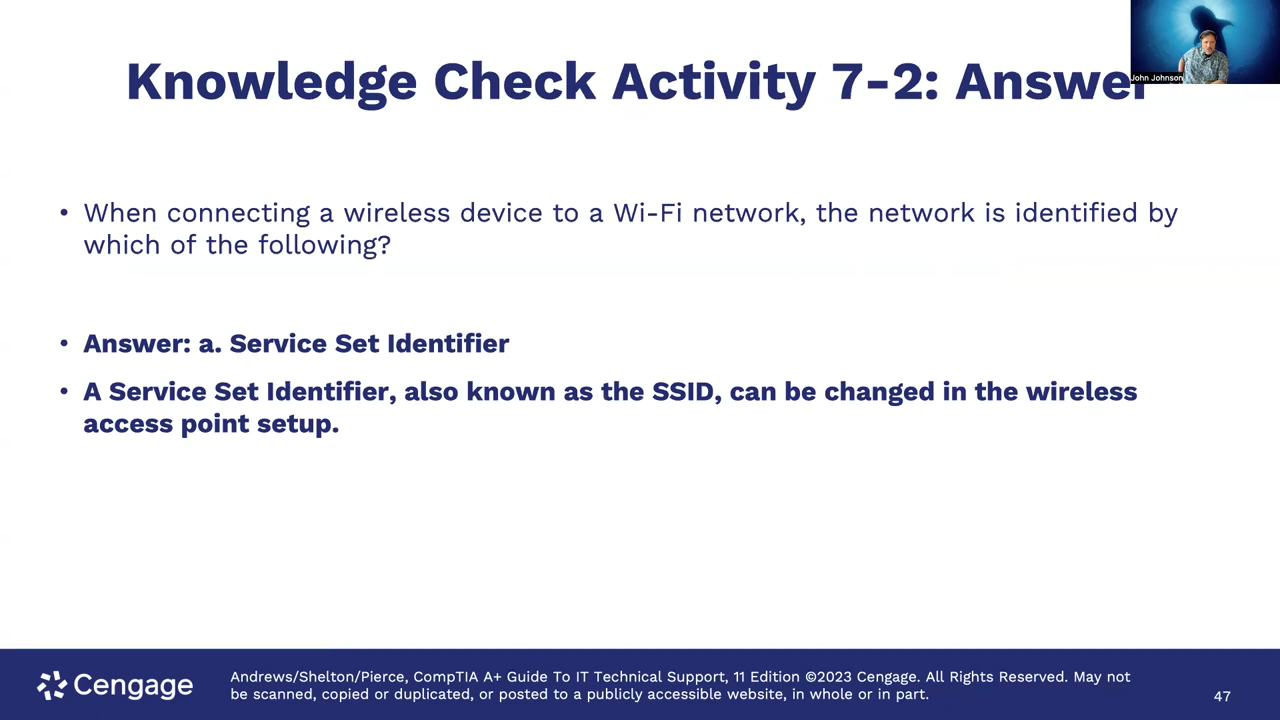 Knowledge Check Activity 7-2: Answer
John Johnson
• When connecting a wireless device to a Wi-Fi network, the network is identified by
which of the following?
• Answer: a. Service Set Identifier
• A Service Set Identifier, also known as the SSID, can be changed in the wireless
access point setup.
Cengage
Andrews/Shelton/Pierce, CompTIA A+ Guide To IT Technical Support, 11 Edition ©2023 Cengage. All Rights Reserved. May not
be scanned, copied or duplicated, or posted to a publicly accessible website, in whole or in part.
47